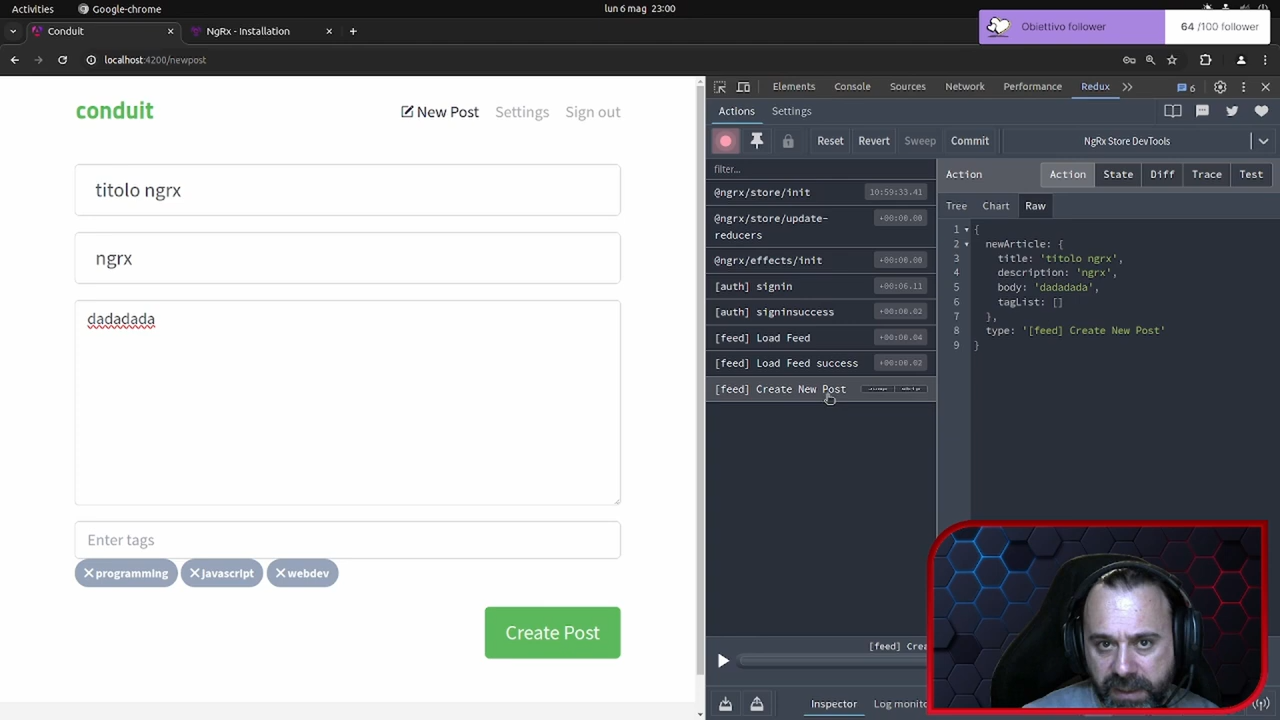 Activities
Google-chrome
lun 6 mag 23:00
Conduit
NgRx - Installation
Obiettivo follower
64 /100 follower
localhost:4200/newpost
conduit
New Post
Settings
Sign out
titolo ngrx
ngrx
dadadada
Enter tags
programming
javascript
webdev
Create Post
Elements
Console
Sources
Network
Performance
Redux
6
Actions
Settings
Reset
Revert
Sweep
Commit
NgRx Store DevTools
filter...
@ngrx/store/init
10:59:33.41
@ngrx/store/update-
reducers
+00:00.00
@ngrx/effects/init
+00:00.00
[auth] signin
+00:06.11
[auth] signinsuccess
+00:00.02
[feed] Load Feed
+00:00.04
[feed] Load Feed success
+00:00.02
[feed] Create New Post
Action
Action
State
Diff
Trace
Test
Tree
Chart
Raw
1 {
2 newArticle: {
3 title: 'titolo ngrx',
4 description: 'ngrx',
5 body: 'dadadada',
6 tagList: []
7 },
8 type: '[feed] Create New Post'
9 }
[feed] Crea
Inspector
Log monito